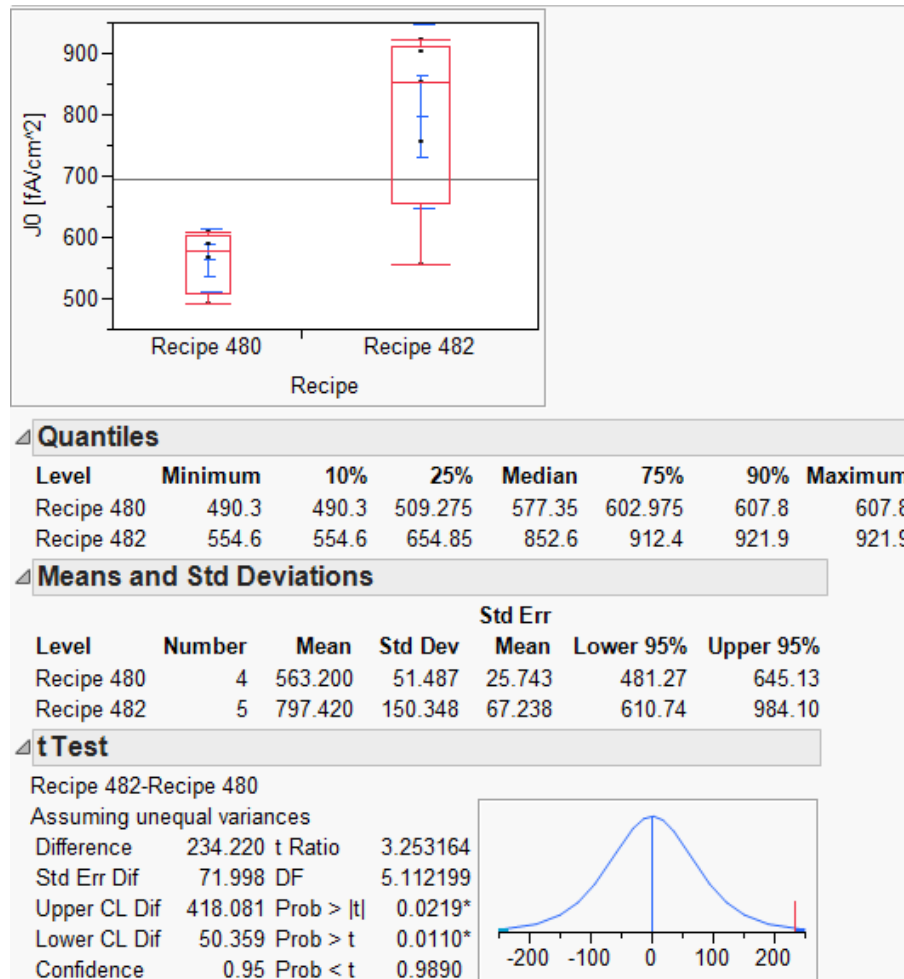 900
800
700
600
500
J0 [fA/cm^2]
Recipe 480 Recipe 482
Recipe
Quantiles
Level Minimum 10% 25% Median 75% 90% Maximum
Recipe 480 490.3 490.3 509.275 577.35 602.975 607.8 607.8
Recipe 482 554.6 554.6 654.85 852.6 912.4 921.9 921.9
Means and Std Deviations
Std Err
Level Number Mean Std Dev Mean Lower 95% Upper 95%
Recipe 480 4 563.200 51.487 25.743 481.27 645.13
Recipe 482 5 797.420 150.348 67.238 610.74 984.10
t Test
Recipe 482-Recipe 480
Assuming unequal variances
Difference 234.220 t Ratio 3.253164
Std Err Dif 71.998 DF 5.112199
Upper CL Dif 418.081 Prob > |t| 0.0219*
Lower CL Dif 50.359 Prob > t 0.0110*
Confidence 0.95 Prob < t 0.9890
-200 -100 0 100 200